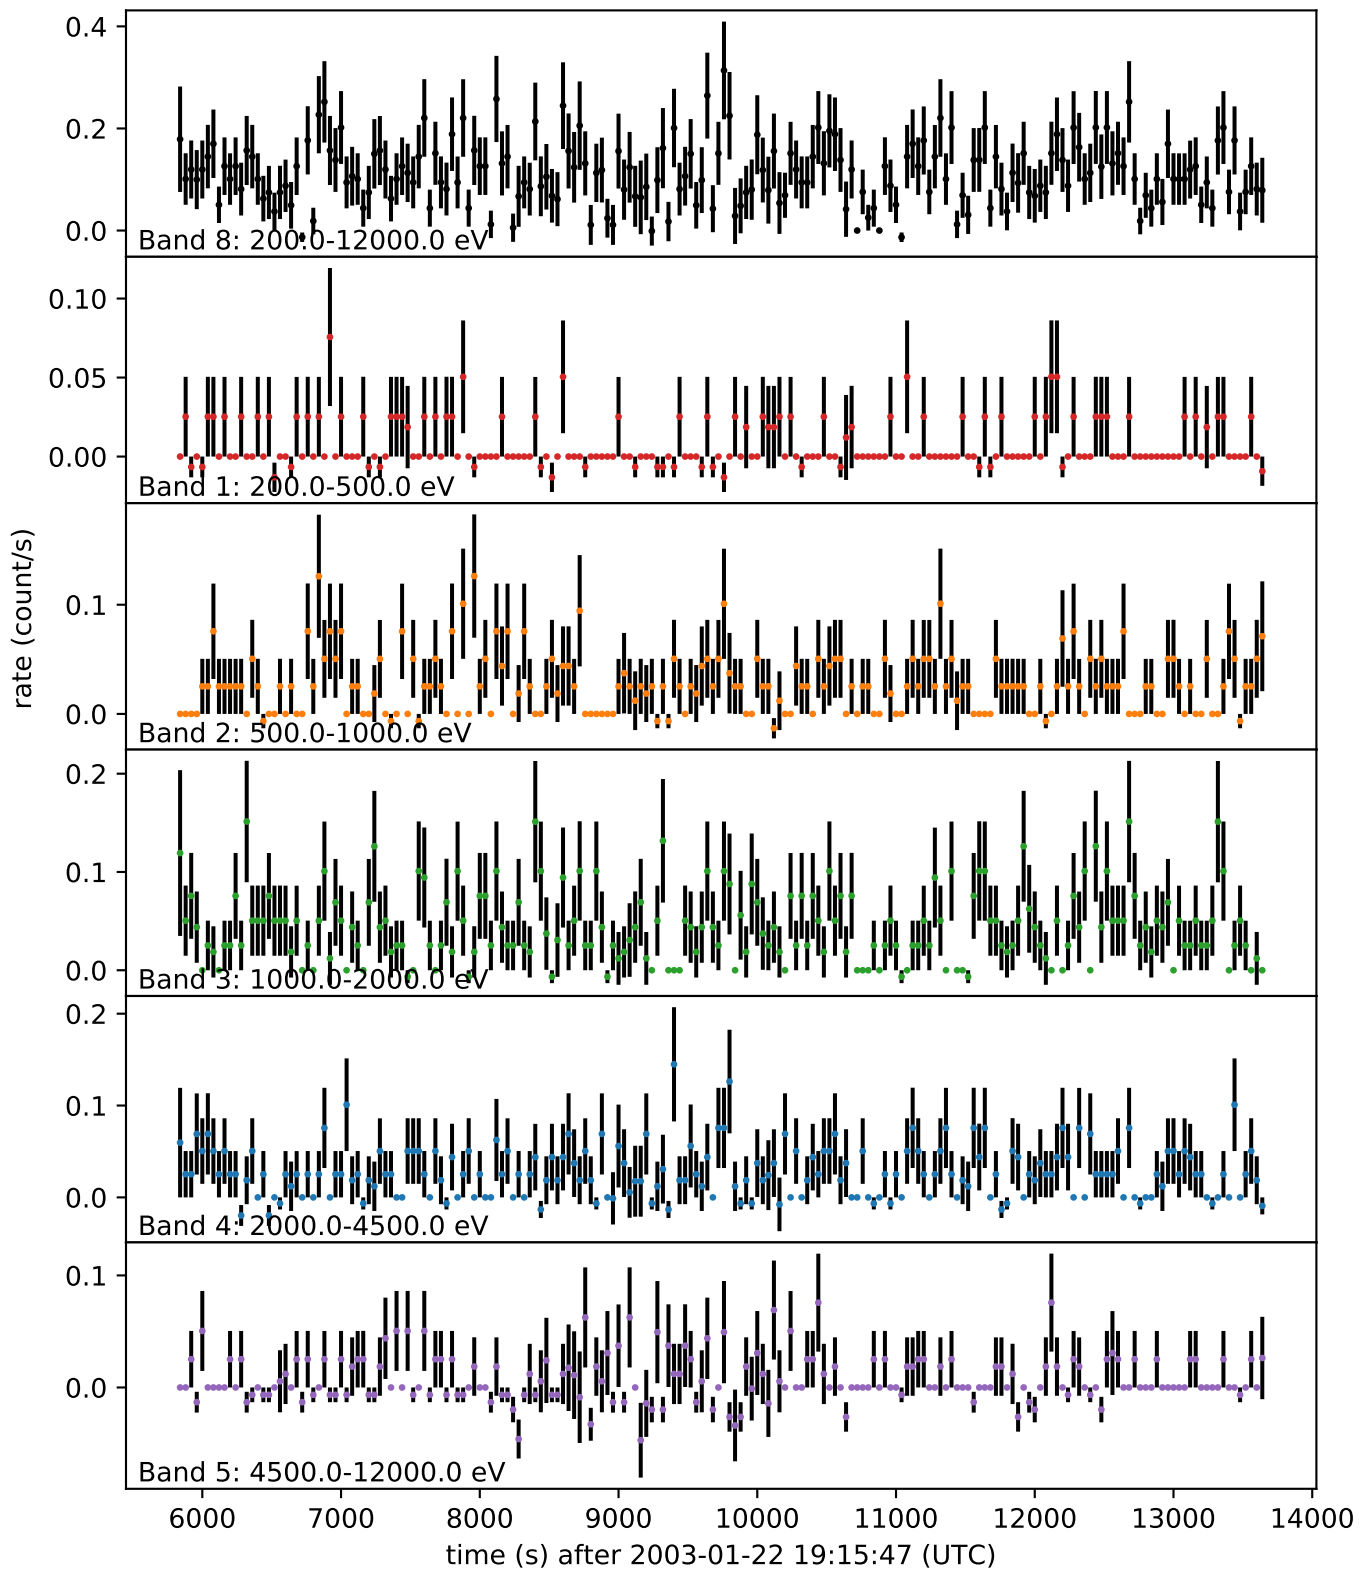 0.4
0.2
0.0
Band 8: 200.0-12000.0 eV
0.10
0.05
0.00
Band 1: 200.0-500.0 eV
rate (count/s)
0.1
0.0
Band 2: 500.0-1000.0 eV
0.2
0.1
0.0
Band 3: 1000.0-2000.0 eV
0.2
0.1
0.0
Band 4: 2000.0-4500.0 eV
0.1
0.0
Band 5: 4500.0-12000.0 eV
6000 7000 8000 9000 10000 11000 12000 13000 14000
time (s) after 2003-01-22 19:15:47 (UTC)